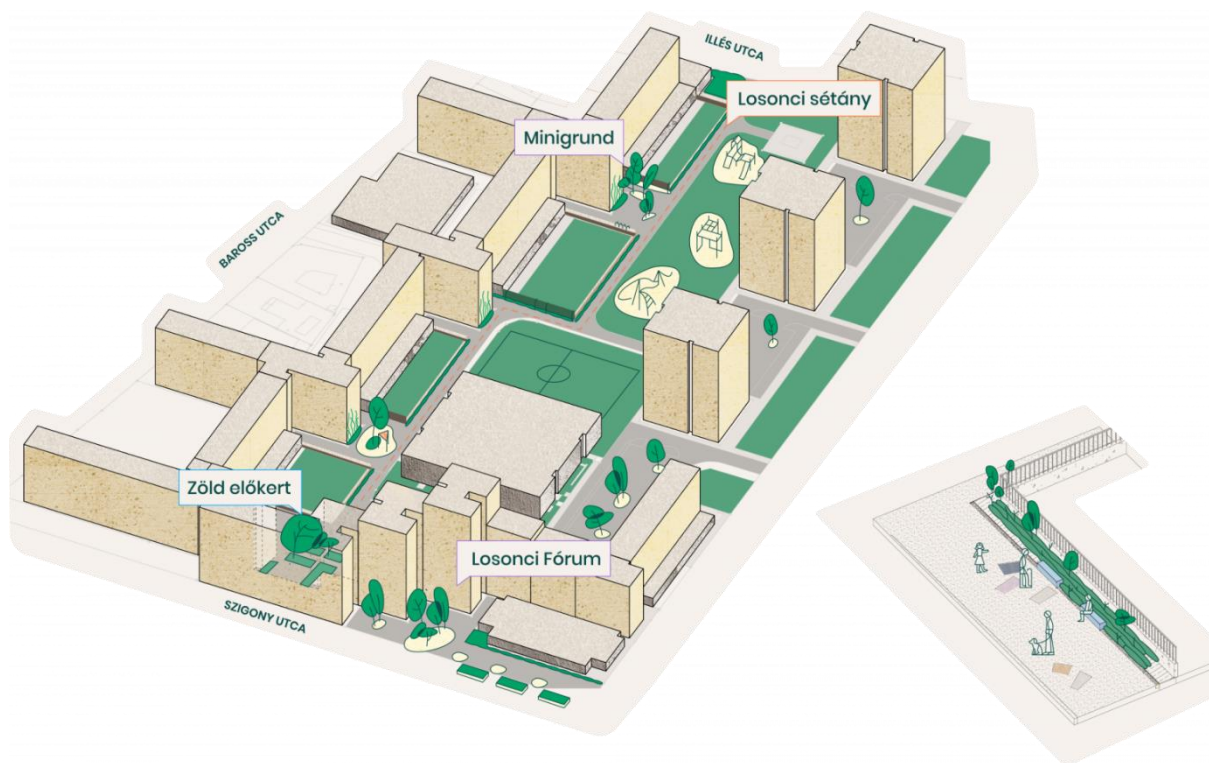 ILLÉS UTCA
Losonci sétány
Minigrund
BAROSS UTCA
Zöld előkert
Losonci Fórum
SZIGONY UTCA